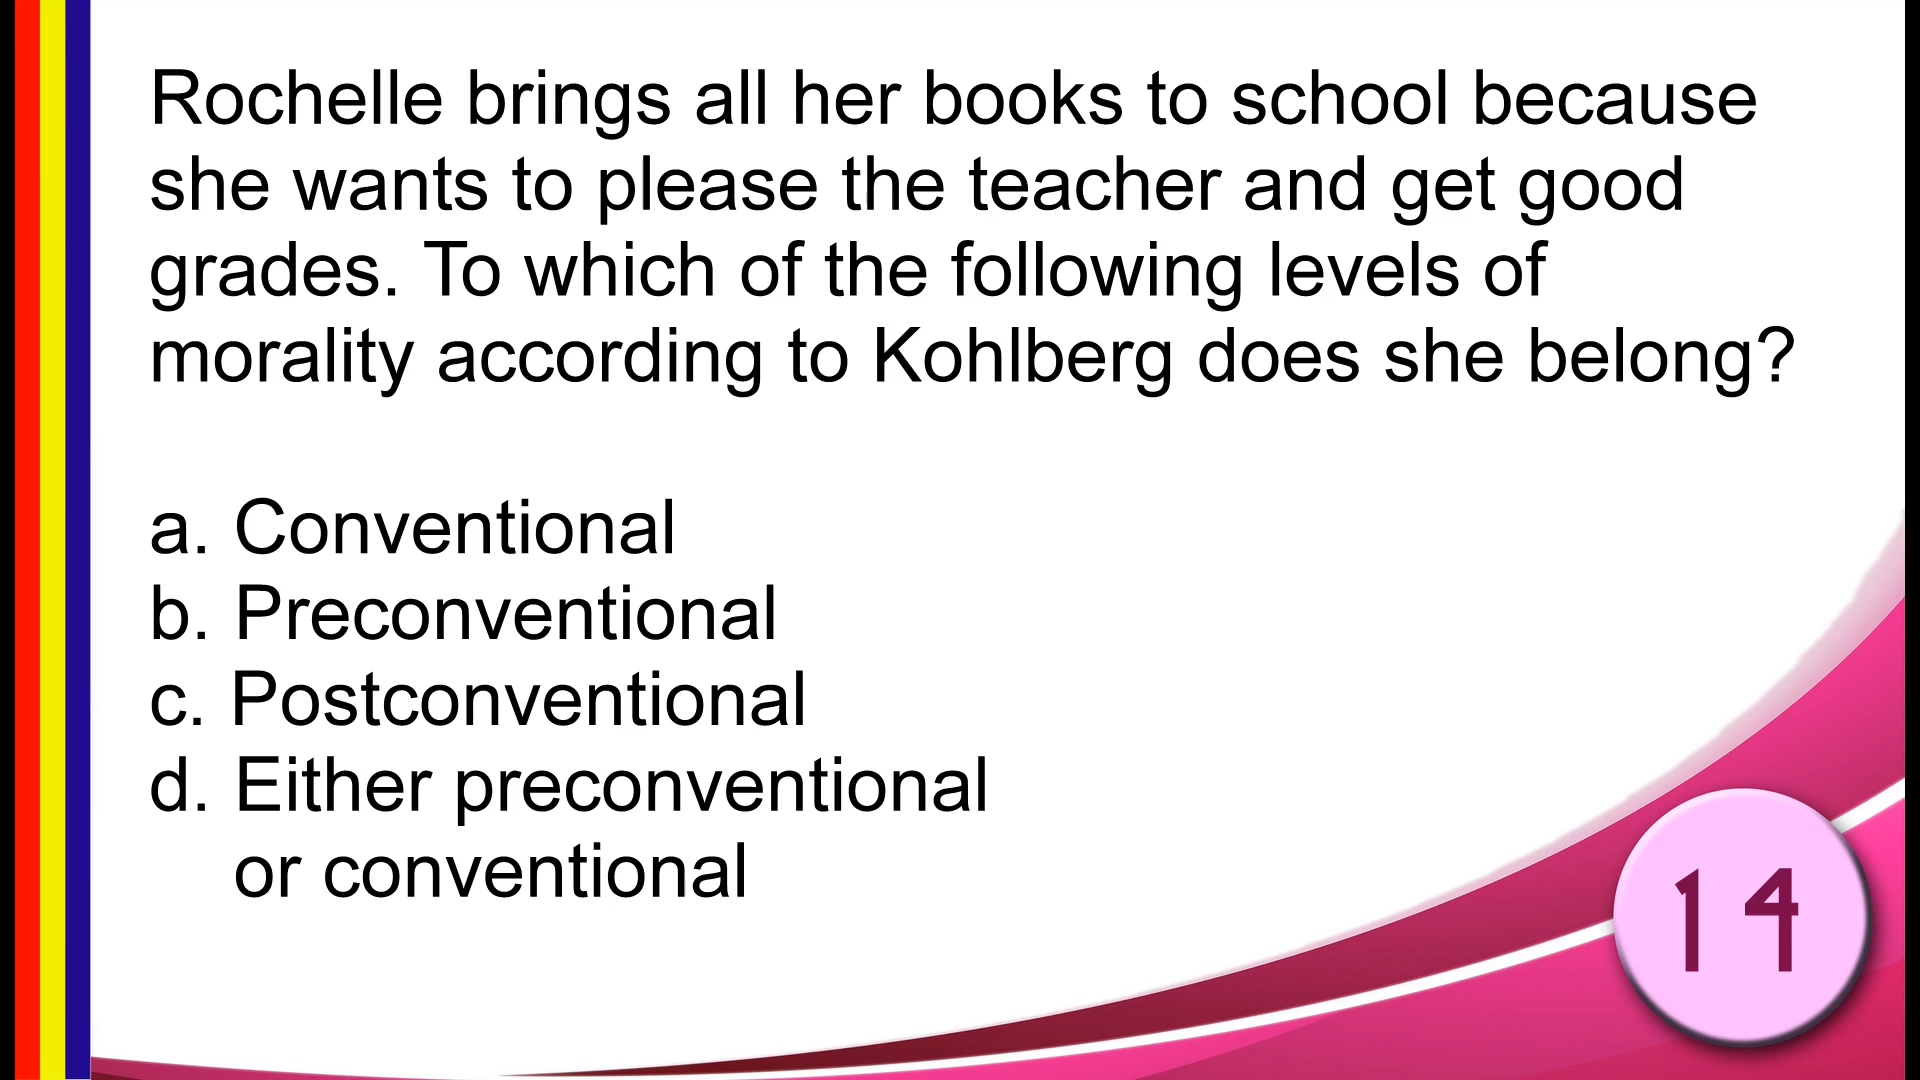 Rochelle brings all her books to school because
she wants to please the teacher and get good
grades. To which of the following levels of
morality according to Kohlberg does she belong?
a. Conventional
b. Preconventional
c. Postconventional
d. Either preconventional
or conventional
14